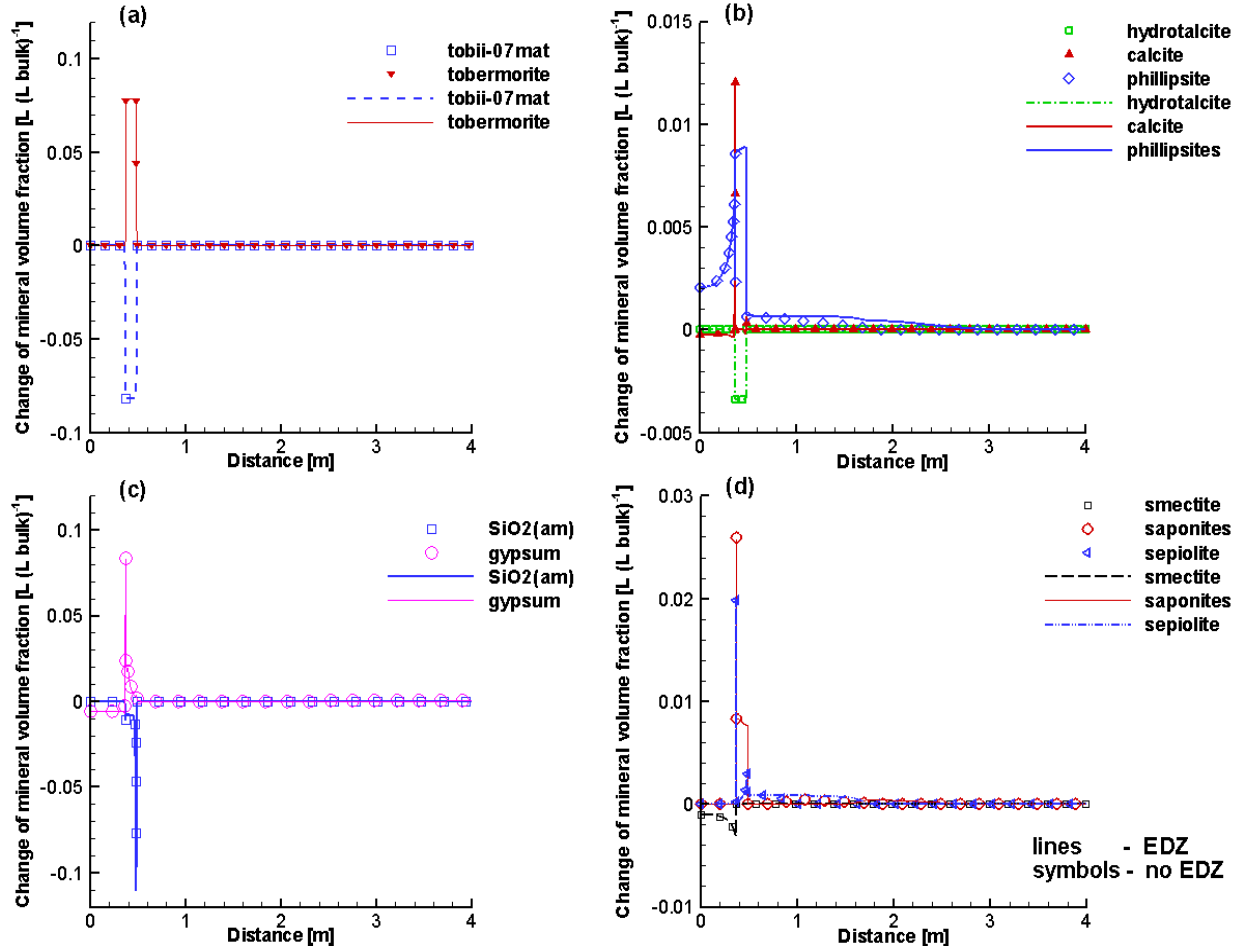 (a)
Change of mineral volume fraction [L (L bulk)-1]
0.1
0.05
0
-0.05
-0.1
tobii-07mat
tobermorite
tobii-07mat
tobermorite
0 1 2 3 4
Distance [m]
(b)
Change of mineral volume fraction [L (L bulk)-1]
0.015
0.01
0.005
0
-0.005
hydrotalcite
calcite
phillipsite
hydrotalcite
calcite
phillipsites
0 1 2 3 4
Distance [m]
(c)
Change of mineral volume fraction [L (L bulk)-1]
0.1
0.05
0
-0.05
-0.1
SiO2(am)
gypsum
SiO2(am)
gypsum
0 1 2 3 4
Distance [m]
(d)
Change of mineral volume fraction [L (L bulk)-1]
0.03
0.02
0.01
0
-0.01
smectite
saponites
sepiolite
smectite
saponites
sepiolite
lines - EDZ
symbols - no EDZ
0 1 2 3 4
Distance [m]